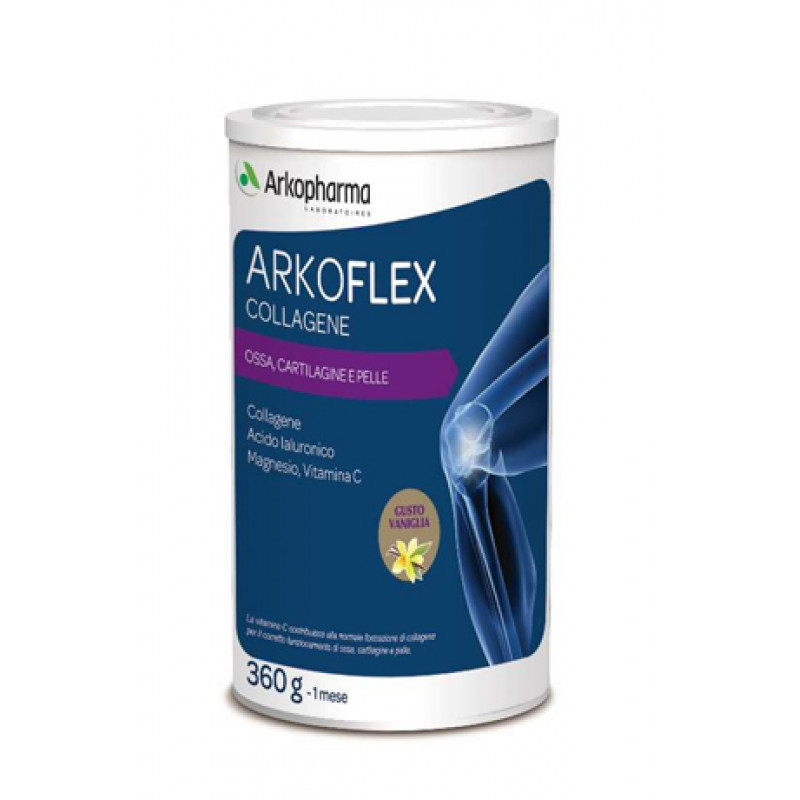 Arkopharma
LABORATOIRES
ARKOFLEX
COLLAGENE
OSSA, CARTILAGINE E PELLE
Collagene
Acido Ialuronico
Magnesio, Vitamina C
GUSTO
VANIGLIA
La vitamina C contribuisce alla normale formazione di collagene
per il corretto funzionamento di ossa, cartilagine e pelle.
360 g - 1 mese